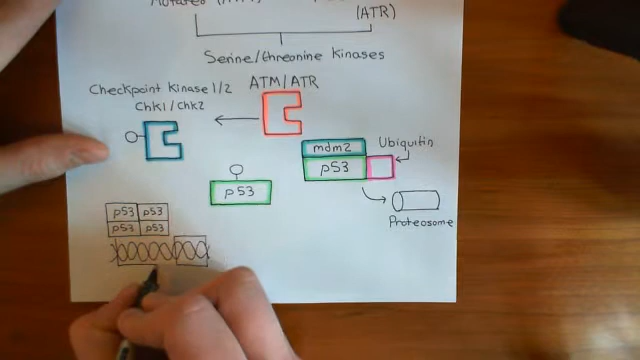 (ATR)
Serine/threonine kinases
Checkpoint kinase 1/2
Chk1/Chk2
ATM/ATR
mdm2
p53
Ubiquitin
p53
Proteosome
p53 p53
p53 p53